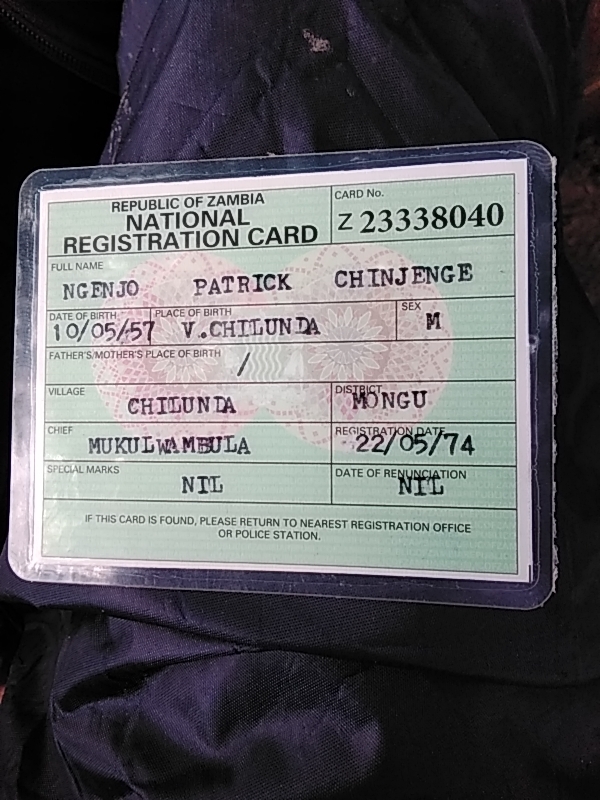 REPUBLIC OF ZAMBIA
NATIONAL
REGISTRATION CARD
CARD No.
Z 23338040
FULL NAME
NGENJO PATRICK CHINJENGE
DATE OF BIRTH: PLACE OF BIRTH SEX
10/05/57 V.CHILUNDA M
FATHER'S/MOTHER'S PLACE OF BIRTH
/
VILLAGE DISTRICT
CHILUNDA MONGU
CHIEF REGISTRATION DATE
MUKULWAMBULA 22/05/74
SPECIAL MARKS DATE OF RENUNCIATION
NIL NIL
IF THIS CARD IS FOUND, PLEASE RETURN TO NEAREST REGISTRATION OFFICE
OR POLICE STATION.